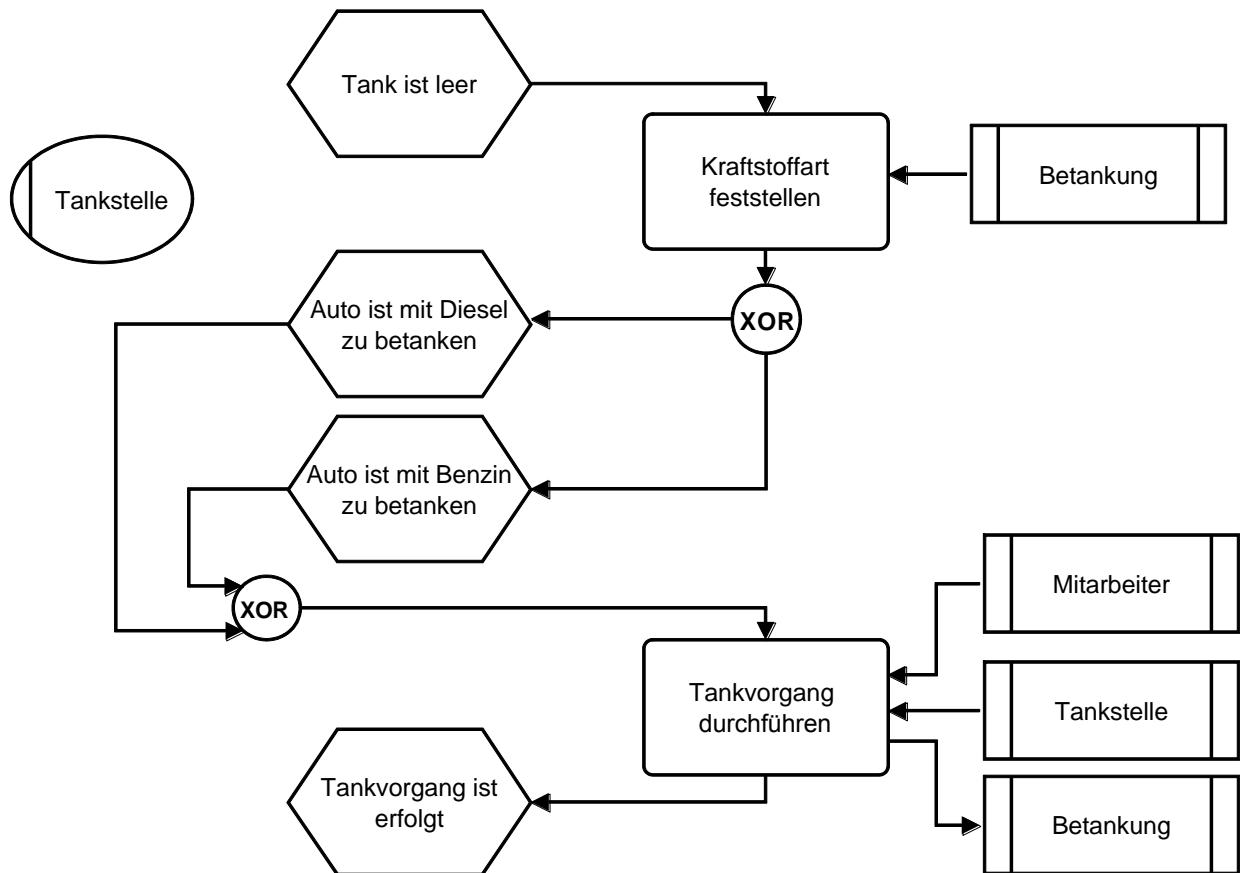 Tank ist leer
Kraftstoffart
feststellen
Betankung
Tankstelle
Auto ist mit Diesel
zu betanken
XOR
Auto ist mit Benzin
zu betanken
XOR
Mitarbeiter
Tankvorgang
durchführen
Tankstelle
Tankvorgang ist
erfolgt
Betankung